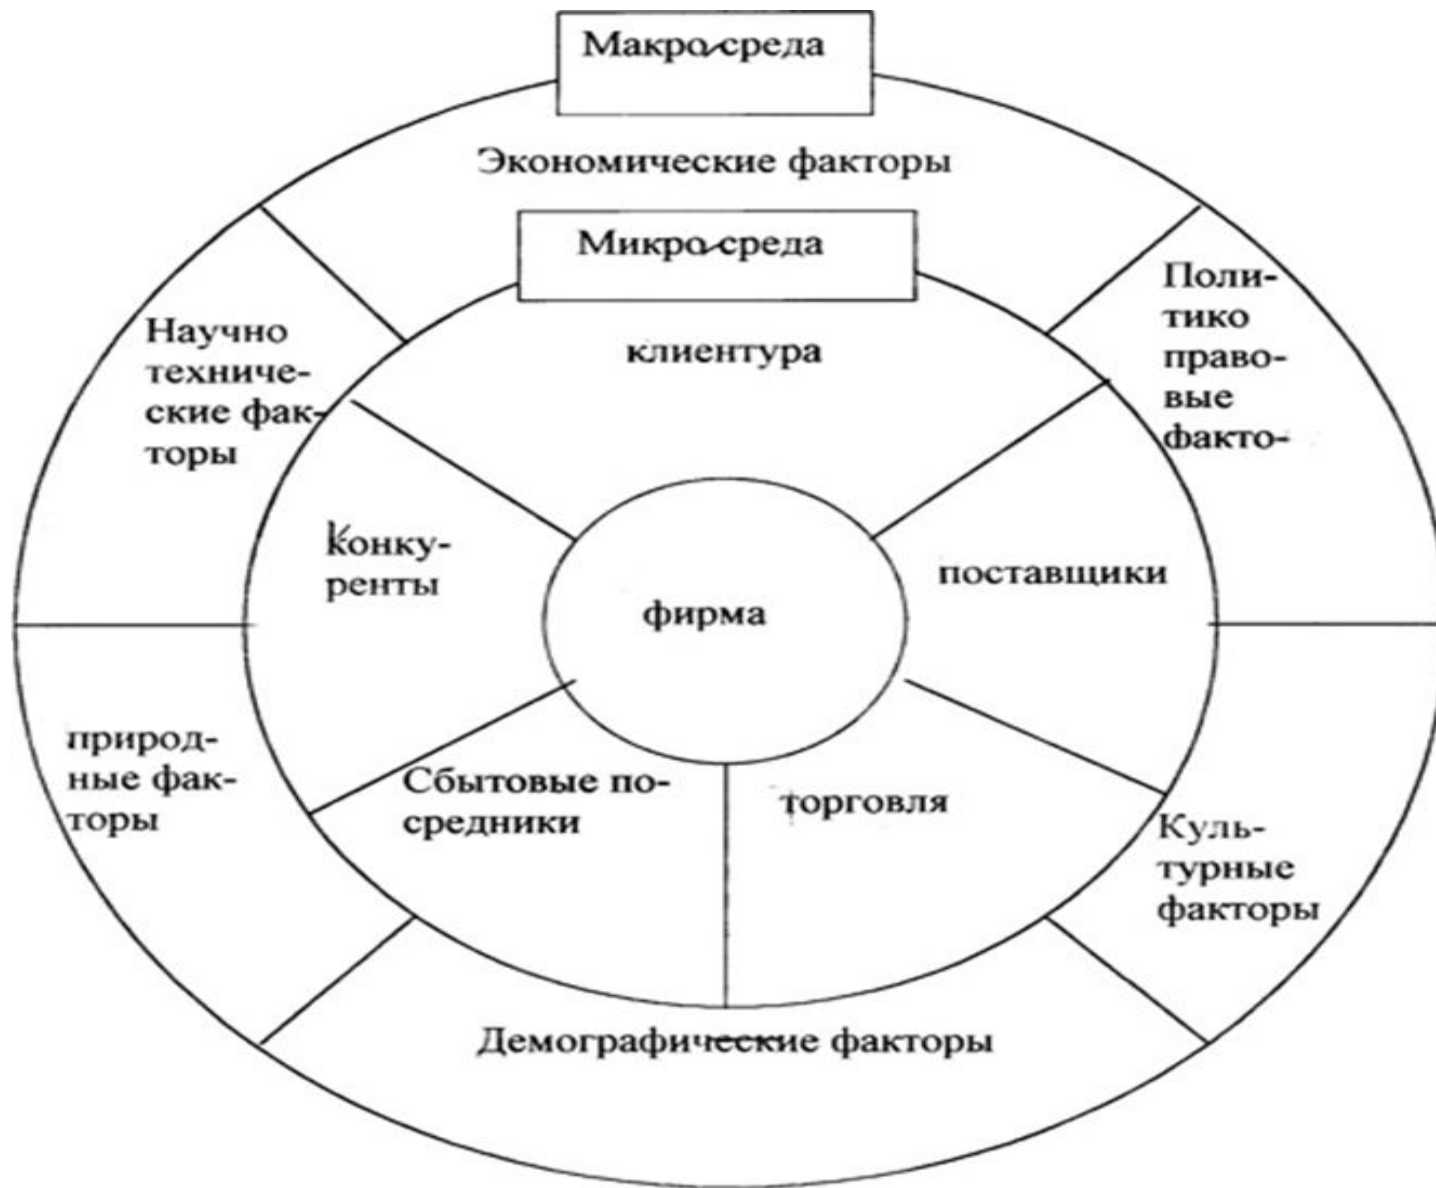 Макро-среда
Экономические факторы
Микро-среда
клиентура
Поли-
тико
право-
вые
факто-
Научно
техниче-
ские фак-
торы
конку-
ренты
фирма
поставщики
природ-
ные фак-
торы
Сбытовые по-
средники
торговля
Куль-
турные
факторы
Демографические факторы